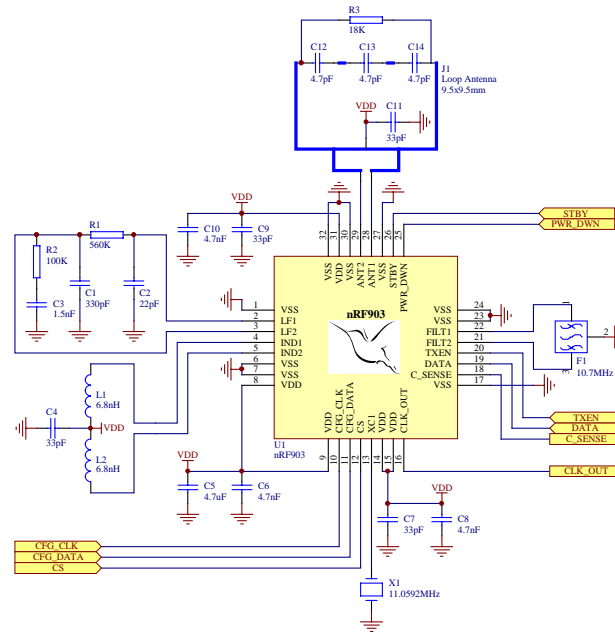 R3
18K
C12
C13
C14
4.7pF
4.7pF
4.7pF
J1
Loop Antenna
9.5x9.5mm
VDD
C11
33pF
VDD
C10
4.7nF
C9
33pF
STBY
PWR_DWN
R1
560K
R2
100K
C3
1.5nF
C1
330pF
C2
22pF
32
31
30
29
28
27
26
25
VSS
VDD
VSS
ANT2
ANT1
VSS
STBY
PWR_DWN
nRF903
1
2
3
4
5
6
7
8
VSS
LF1
LF2
IND1
IND2
VSS
VSS
VDD
VSS
VSS
FILT1
FILT2
TXEN
DATA
C_SENSE
VSS
24
23
22
21
20
19
18
17
1
2
3
F1
10.7MHz
L1
6.8nH
C4
33pF
VDD
L2
6.8nH
VDD
CFG_CLK
CFG_DATA
CS
XC1
VDD
VDD
CLK_OUT
U1
nRF903
9
10
11
12
13
14
15
16
TXEN
DATA
C_SENSE
CLK_OUT
VDD
C5
4.7uF
C6
4.7nF
VDD
C7
33pF
C8
4.7nF
CFG_CLK
CFG_DATA
CS
X1
11.0592MHz